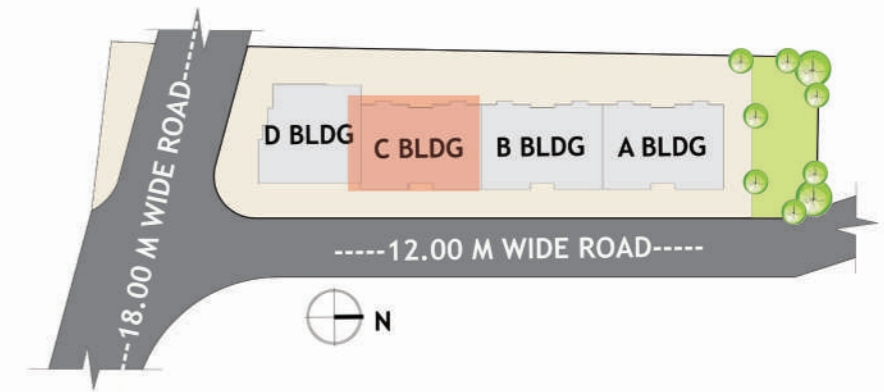 D BLDG
C BLDG
B BLDG
A BLDG
----18.00 M WIDE ROAD-----
-----12.00 M WIDE ROAD-----
N